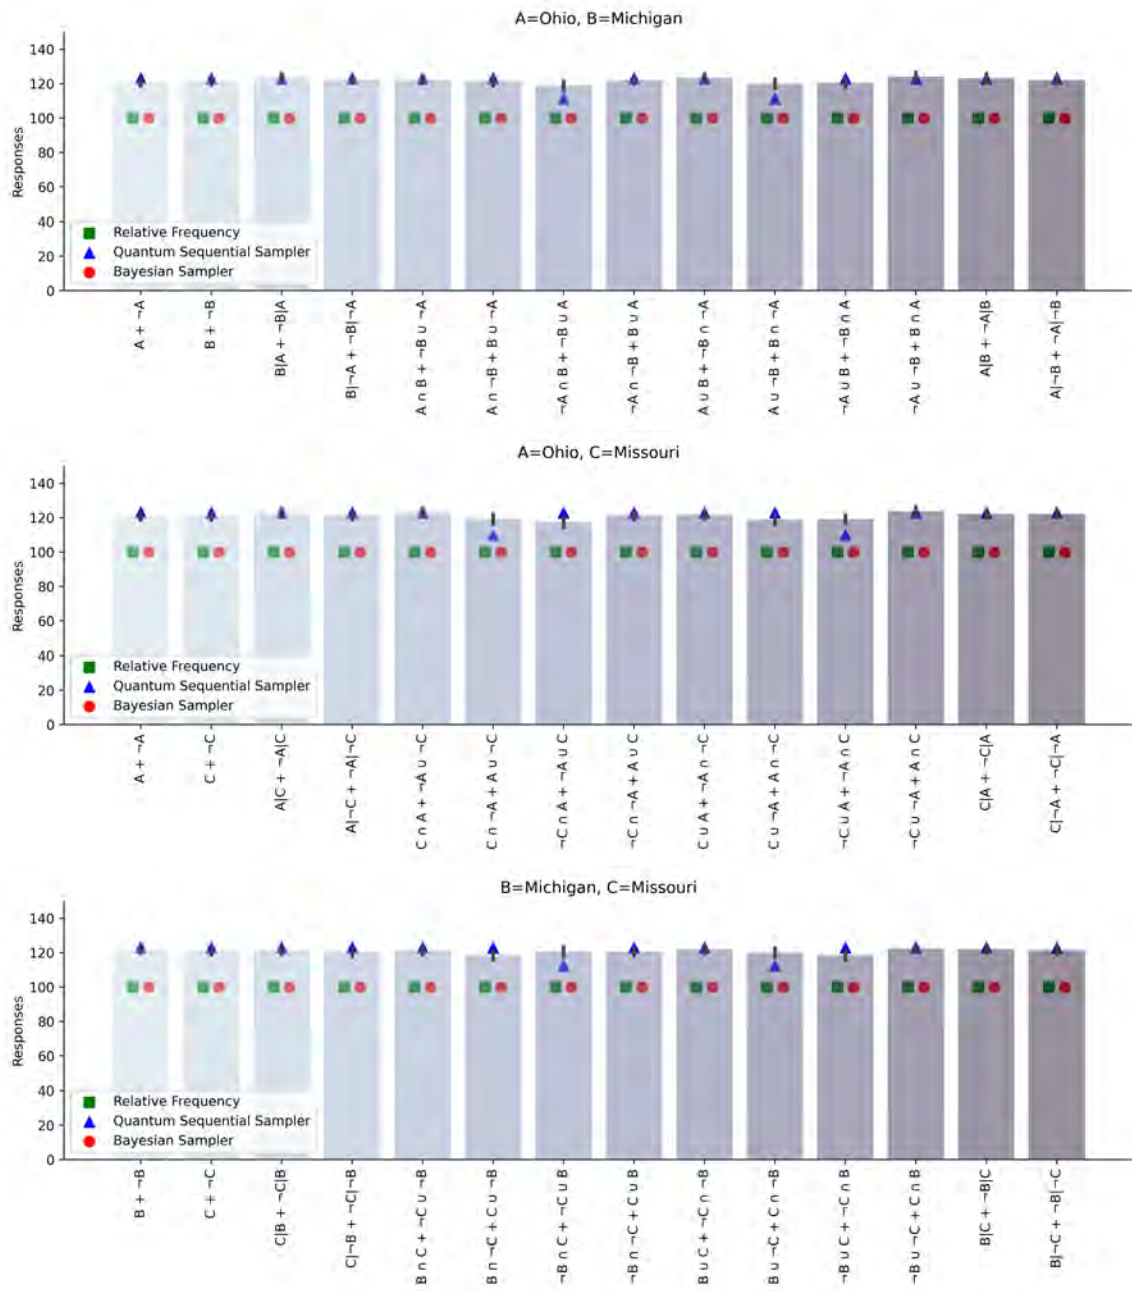 A=Ohio, B=Michigan
140
120
100
80
60
40
20
0
Responses
Relative Frequency
Quantum Sequential Sampler
Bayesian Sampler
A + ¬A
B + ¬B
B|A + ¬B|A
B|¬A + ¬B|¬A
A ∩ B + ¬B ∪ ¬A
A ∩ ¬B + B ∪ ¬A
¬A ∩ B + ¬B ∪ A
¬A ∩ ¬B + B ∪ A
A ∪ B + ¬B ∩ ¬A
A ∪ ¬B + B ∩ ¬A
¬A ∪ B + ¬B ∩ A
¬A ∪ ¬B + B ∩ A
A|B + ¬A|B
A|¬B + ¬A|¬B
A=Ohio, C=Missouri
140
120
100
80
60
40
20
0
Responses
Relative Frequency
Quantum Sequential Sampler
Bayesian Sampler
A + ¬A
C + ¬C
A|C + ¬A|C
A|¬C + ¬A|¬C
C ∩ A + ¬A ∪ ¬C
C ∩ ¬A + A ∪ ¬C
¬C ∩ A + ¬A ∪ C
¬C ∩ ¬A + A ∪ C
C ∪ A + ¬A ∩ ¬C
C ∪ ¬A + A ∩ ¬C
¬C ∪ A + ¬A ∩ C
¬C ∪ ¬A + A ∩ C
C|A + ¬C|A
C|¬A + ¬C|¬A
B=Michigan, C=Missouri
140
120
100
80
60
40
20
0
Responses
Relative Frequency
Quantum Sequential Sampler
Bayesian Sampler
B + ¬B
C + ¬C
C|B + ¬C|B
C|¬B + ¬C|¬B
B ∩ C + ¬C ∪ ¬B
B ∩ ¬C + C ∪ ¬B
¬B ∩ C + ¬C ∪ B
¬B ∩ ¬C + C ∪ B
B ∪ C + ¬C ∩ ¬B
B ∪ ¬C + C ∩ ¬B
¬B ∪ C + ¬C ∩ B
¬B ∪ ¬C + C ∩ B
B|C + ¬B|C
B|¬C + ¬B|¬C